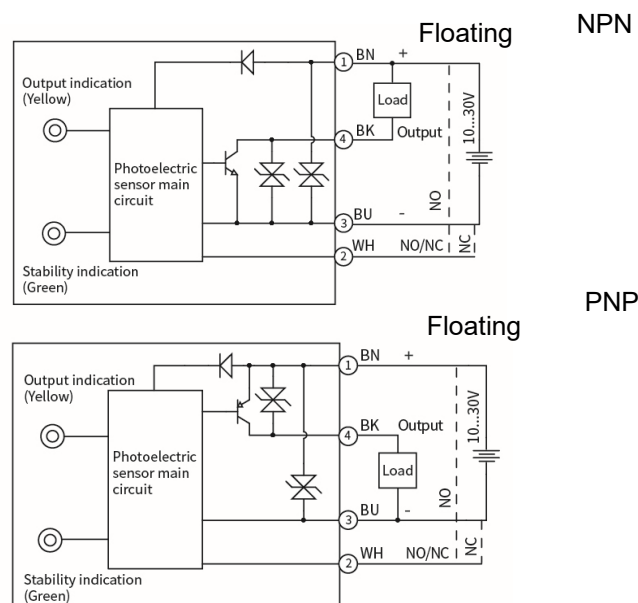 Floating
NPN
Output indication
(Yellow)
Photoelectric
sensor main
circuit
Stability indication
(Green)
1
BN
+
Load
10...30V
4
BK
Output
NO
3
BU
-
2
WH
NO/NC
NC
PNP
Floating
Output indication
(Yellow)
Photoelectric
sensor main
circuit
Stability indication
(Green)
1
BN
+
4
BK
Output
10...30V
Load
NO
3
BU
-
2
WH
NO/NC
NC